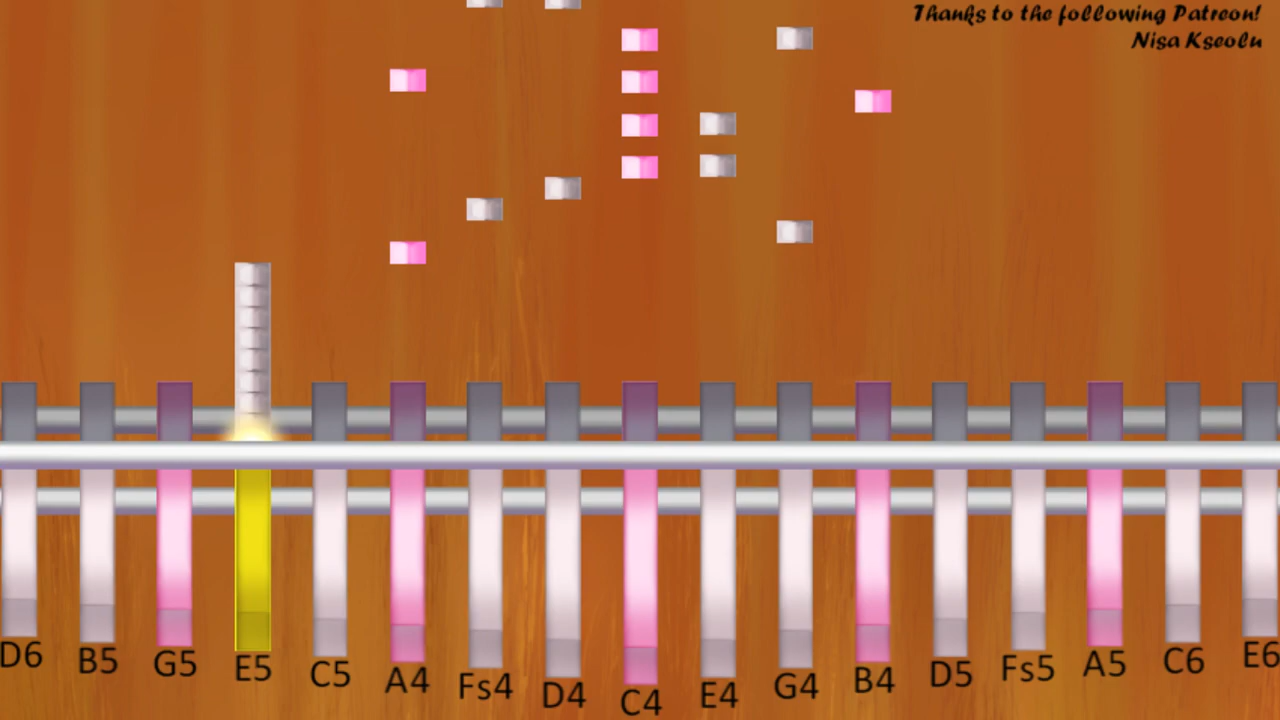 Thanks to the following Patreon!
Nisa Kseolu
D6 B5 G5 E5 C5 A4 Fs4 D4 C4 E4 G4 B4 D5 Fs5 A5 C6 E6